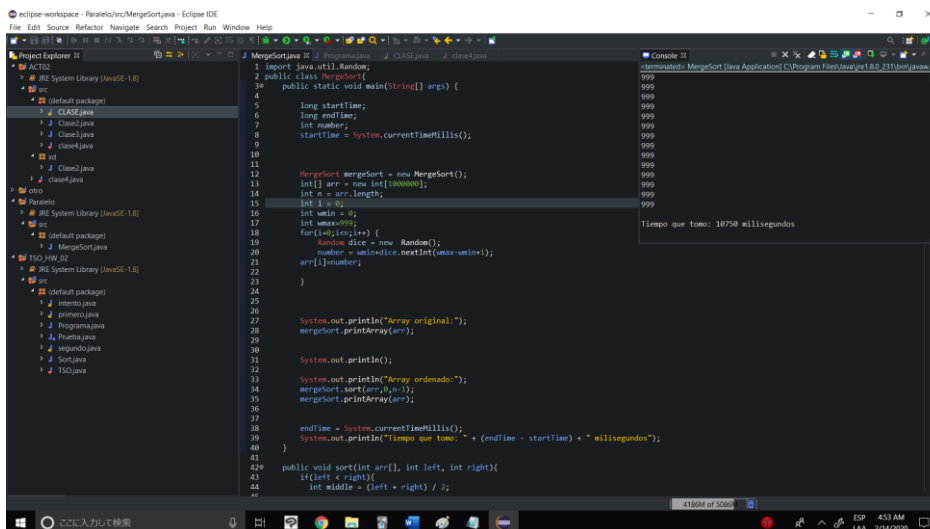 eclipse-workspace - Paralelo/src/MergeSort.java - Eclipse IDE
File Edit Source Refactor Navigate Search Project Run Window Help
Project Explorer
ACT02
JRE System Library [JavaSE-1.8]
src
(default package)
CLASE.java
Clase2.java
Clase3.java
clase4.java
xd
Clase2.java
clase4.java
otro
Paralelo
JRE System Library [JavaSE-1.8]
src
(default package)
MergeSort.java
TSO_HW_02
JRE System Library [JavaSE-1.8]
src
(default package)
intento.java
primero.java
Programa.java
Prueba.java
segundo.java
Sort.java
TSO.java
MergeSort.java Programa.java CLASE.java clase4.java
1 import java.util.Random;
2 public class MergeSort{
3 public static void main(String[] args) {
4
5 long startTime;
6 long endTime;
7 int number;
8 startTime = System.currentTimeMillis();
9
10
11
12 MergeSort mergeSort = new MergeSort();
13 int[] arr = new int[1000000];
14 int n = arr.length;
15 int i = 0;
16 int wmin = 0;
17 int wmax=999;
18 for(i=0;i<n;i++) {
19 Random dice = new Random();
20 number = wmin+dice.nextInt(wmax-wmin+1);
21 arr[i]=number;
22
23 }
24
25
26
27 System.out.println("Array original:");
28 mergeSort.printArray(arr);
29
30
31 System.out.println();
32
33 System.out.println("Array ordenado:");
34 mergeSort.sort(arr,0,n-1);
35 mergeSort.printArray(arr);
36
37
38 endTime = System.currentTimeMillis();
39 System.out.println("Tiempo que tomo: " + (endTime - startTime) + " milisegundos");
40 }
41
42 public void sort(int arr[], int left, int right){
43 if(left < right){
44 int middle = (left + right) / 2;
Console
<terminated> MergeSort [Java Application] C:\Program Files\Java\jre1.8.0_231\bin\javaw.
999
999
999
999
999
999
999
999
999
999
999
999
999
999
Tiempo que tomo: 10750 milisegundos
4186M of 5086M
ここに入力して検索
ESP
LAA
4:53 AM
2/14/2020